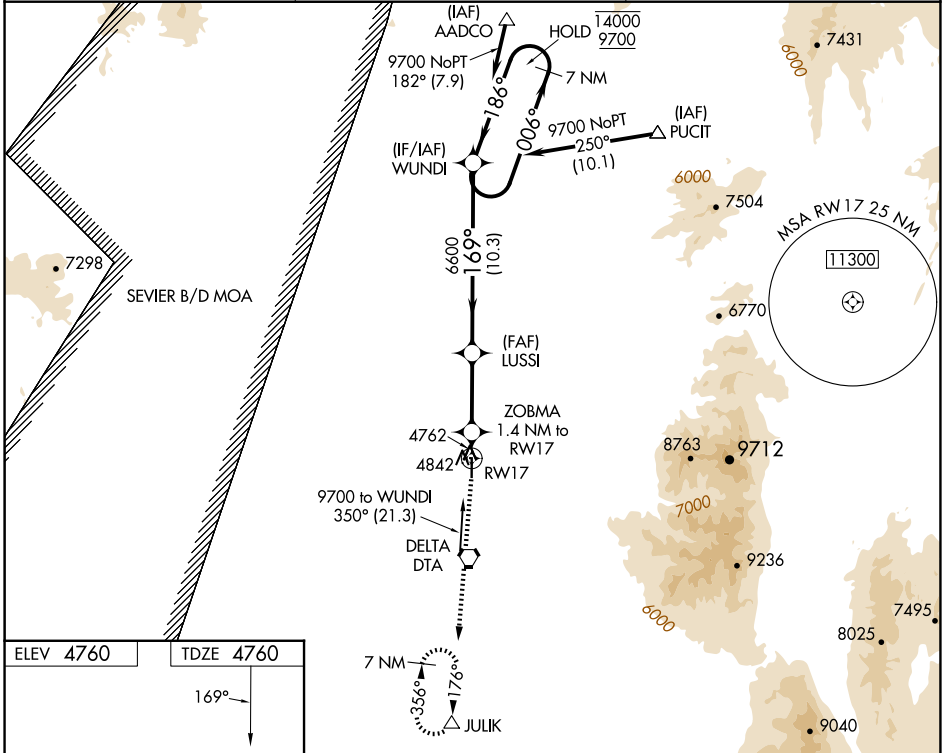 (IAF)
AADCO
HOLD
14000
9700
7431
6000
9700 NoPT
182° (7.9)
7 NM
186°
006°
9700 NoPT
250°
(10.1)
(IAF)
PUCIT
(IF/IAF)
WUNDI
6000
7504
MSA RW17 25 NM
11300
6600
169°
(10.3)
7298
SEVIER B/D MOA
6770
(FAF)
LUSSI
ZOBMA
1.4 NM to
RW17
4762
4842
RW17
8763
9712
7000
9700 to WUNDI
350° (21.3)
DELTA
DTA
9236
6000
7495
8025
ELEV 4760
TDZE 4760
169°
7 NM
356°
176°
JULIK
9040